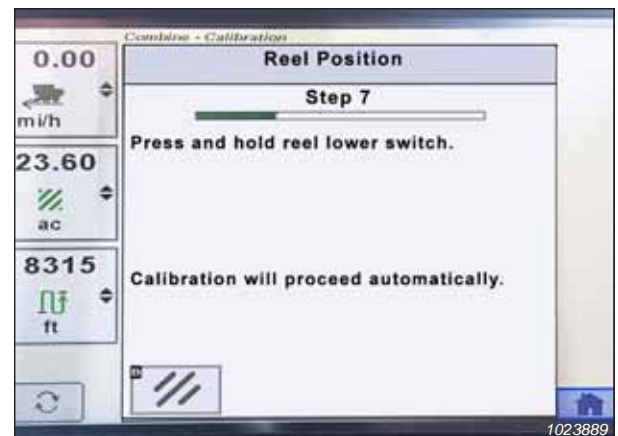 Combine - Calibration
0.00
mi/h
23.60
ac
8315
ft
Reel Position
Step 7
Press and hold reel lower switch.
Calibration will proceed automatically.
1023889